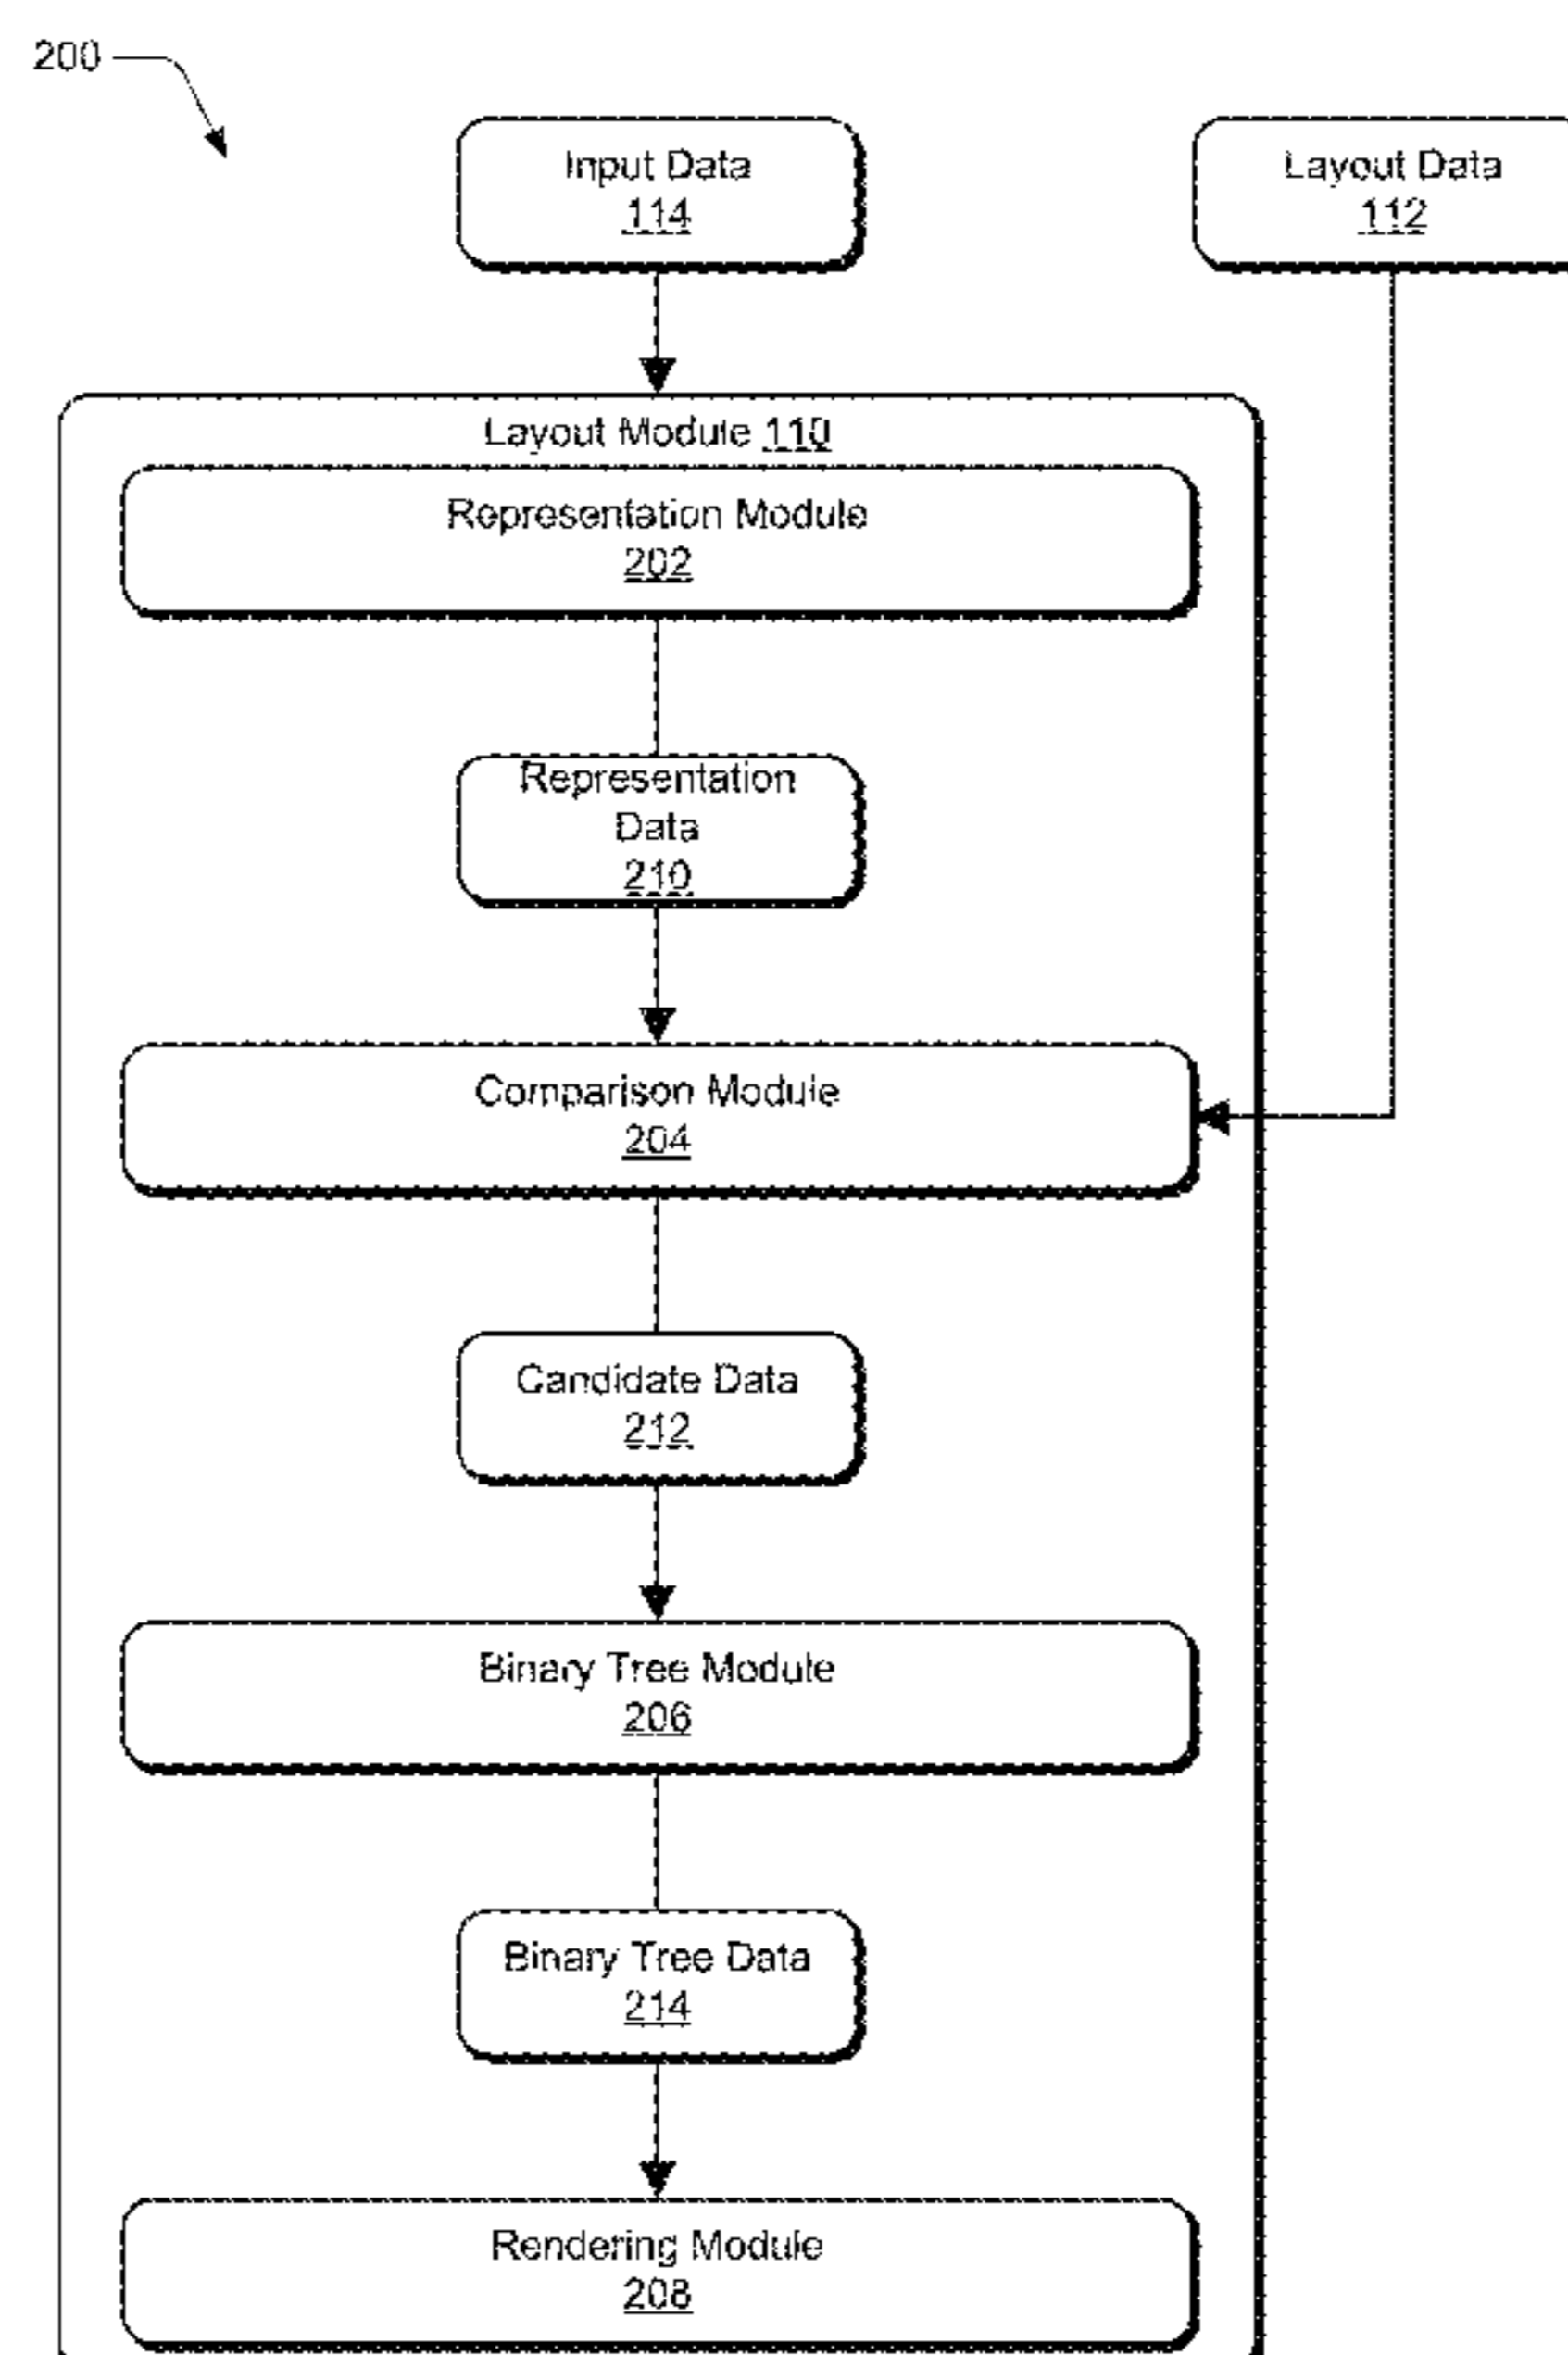 200
Input Data
114
Layout Data
112
Layout Module 110
Representation Module
202
Representation
Data
210
Comparison Module
204
Candidate Data
212
Binary Tree Module
206
Binary Tree Data
214
Rendering Module
208